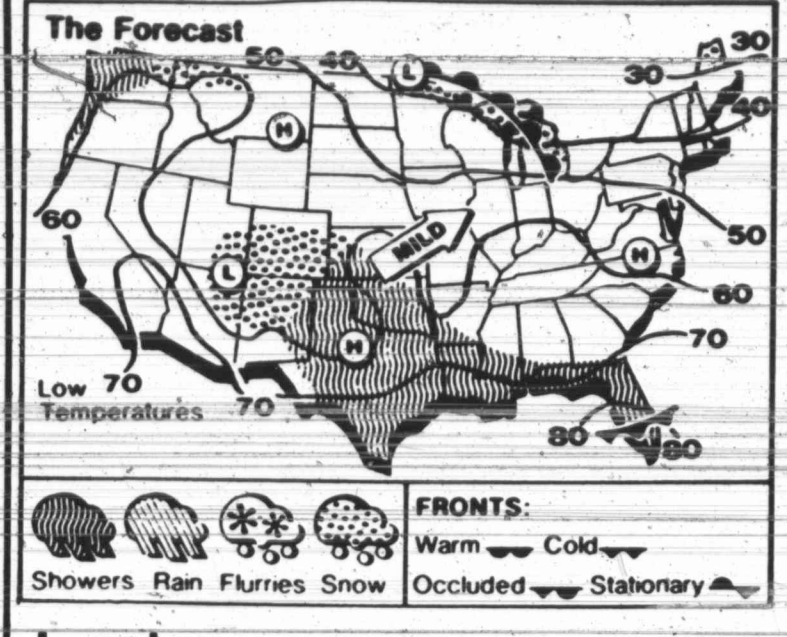 The Forecast
50 40 L 30 30
H 40
60
MILD 50
L H
60
H 70
Low 70
Temperatures 70
80 80
FRONTS:
Warm Cold
Showers Rain Flurries Snow Occluded Stationary